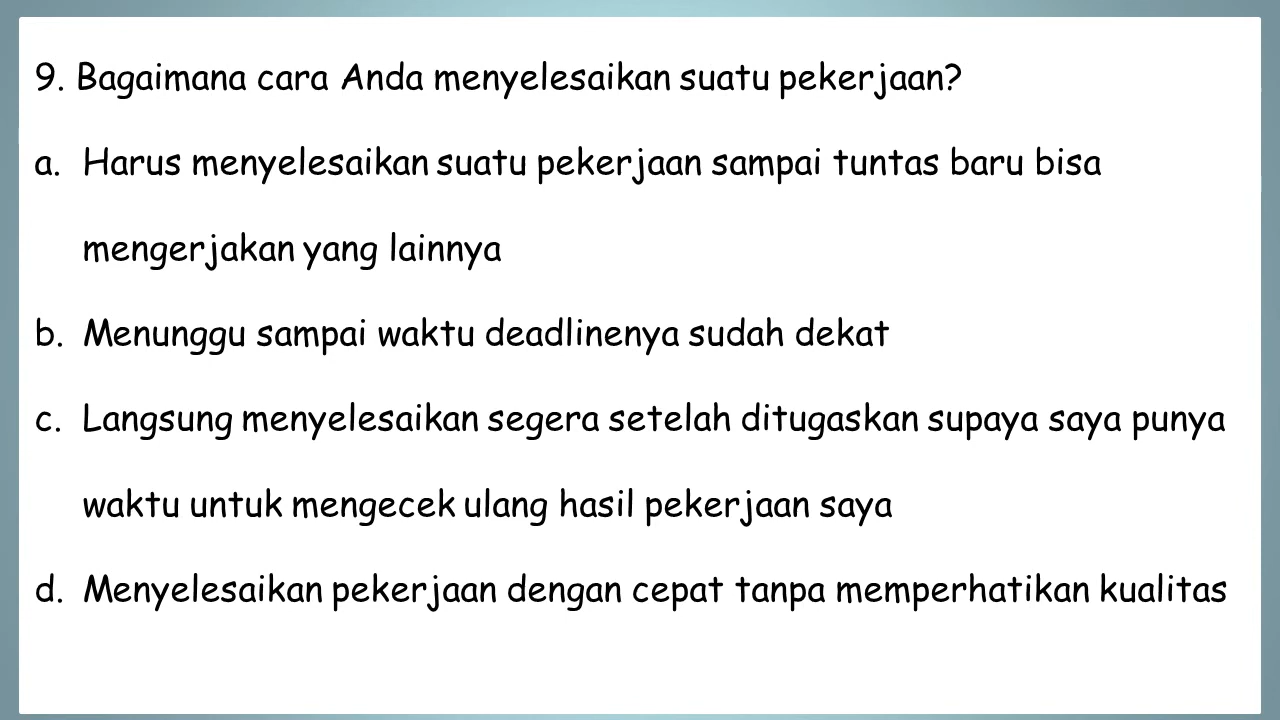 9. Bagaimana cara Anda menyelesaikan suatu pekerjaan?
a. Harus menyelesaikan suatu pekerjaan sampai tuntas baru bisa
mengerjakan yang lainnya
b. Menunggu sampai waktu deadlinenya sudah dekat
c. Langsung menyelesaikan segera setelah ditugaskan supaya saya punya
waktu untuk mengecek ulang hasil pekerjaan saya
d. Menyelesaikan pekerjaan dengan cepat tanpa memperhatikan kualitas